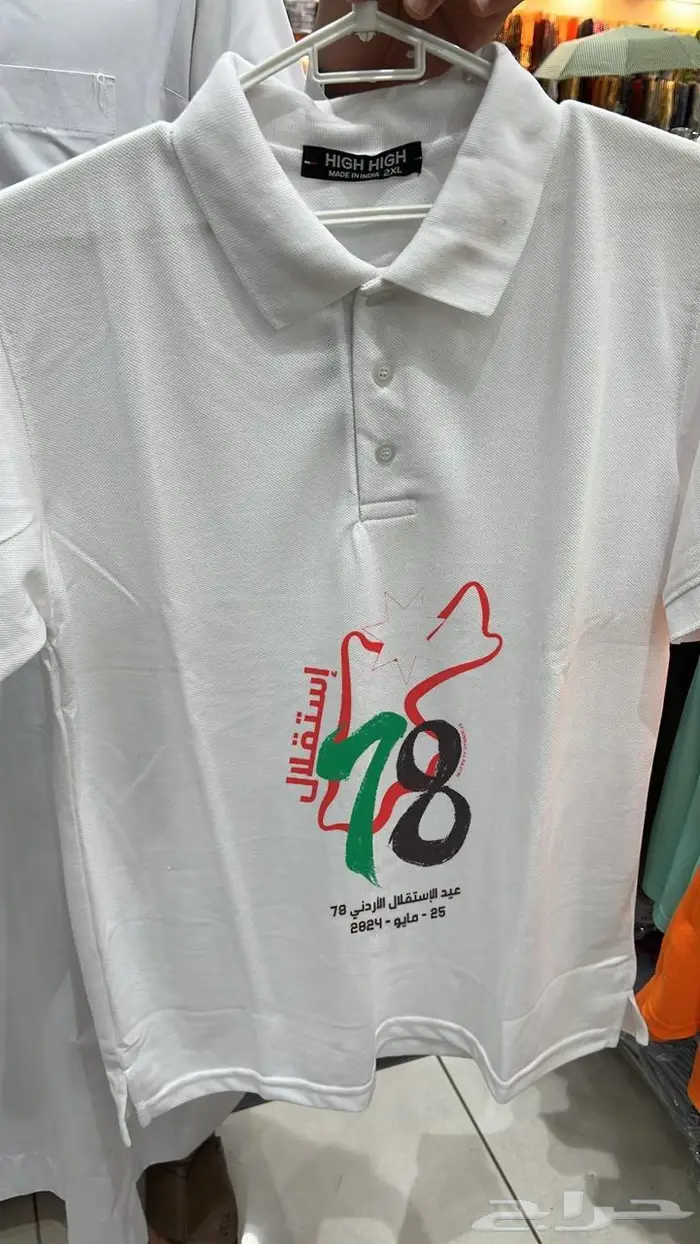 HIGH HIGH
MADE IN INDIA 2XL
إستقلال
78
عيد الإستقلال الأردني 78
25 - مايو - 2024
حراج